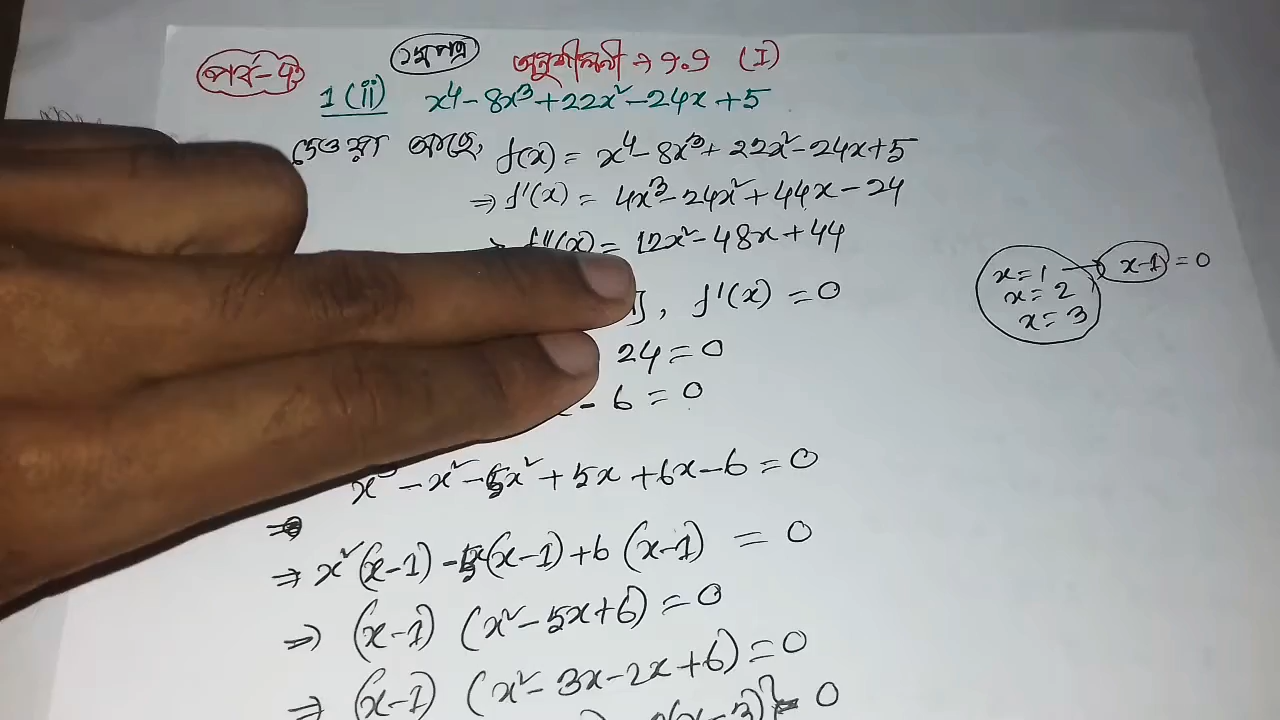 পর্ব-৭ ১মপত্র অনুশীলনী → ৭.৭ (I)
1 (ii) x⁴ - 8x³ + 22x² - 24x + 5
দেওয়া আছে, f(x) = x⁴ - 8x³ + 22x² - 24x + 5
⇒ f'(x) = 4x³ - 24x² + 44x - 24
f''(x) = 12x² - 48x + 44
, f'(x) = 0
24 = 0
- 6 = 0
x=1 → x-1 = 0
x=2
x=3
x³ - x² - 5x² + 5x + 6x - 6 = 0
⇒
⇒ x² (x-1) - 5x (x-1) + 6 (x-1) = 0
⇒ (x-1) (x² - 5x + 6) = 0
⇒ (x-1) (x² - 3x - 2x + 6) = 0
(x-3)} = 0